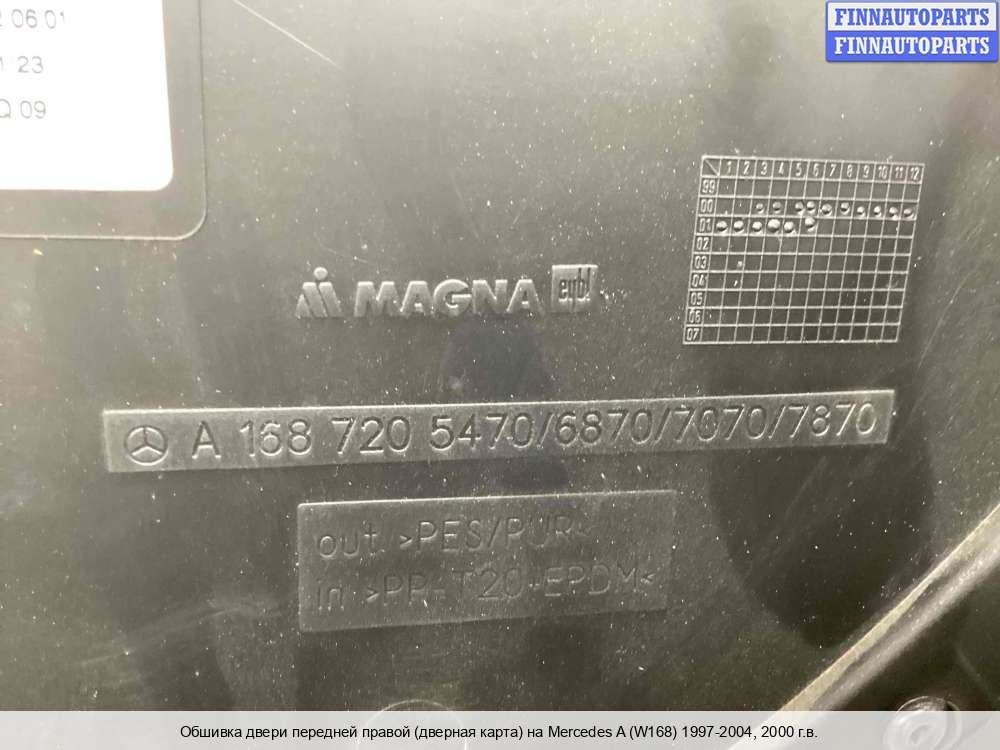 FINNAUTOPARTS
FINNAUTOPARTS
06 01
23
Q 09
1 2 3 4 5 6 7 8 9 10 11 12
99
00
01
02
03
04
05
06
07
MAGNA eybl
A 168 720 5470/6870/7070/7870
out >PES/PUR<
in >PP-T20+EPDM<
Обшивка двери передней правой (дверная карта) на Mercedes A (W168) 1997-2004, 2000 г.в.